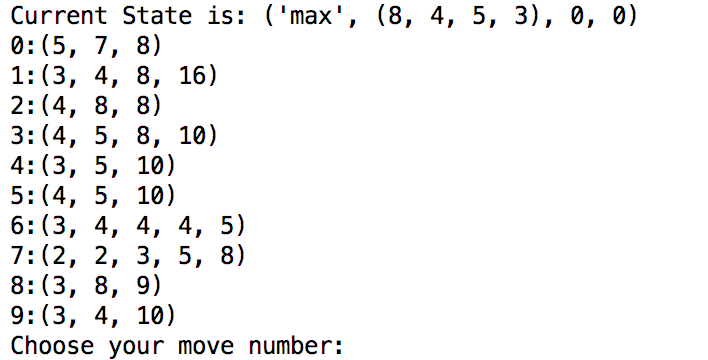 Current State is: ('max', (8, 4, 5, 3), 0, 0)
0:(5, 7, 8)
1:(3, 4, 8, 16)
2:(4, 8, 8)
3:(4, 5, 8, 10)
4:(3, 5, 10)
5:(4, 5, 10)
6:(3, 4, 4, 4, 5)
7:(2, 2, 3, 5, 8)
8:(3, 8, 9)
9:(3, 4, 10)
Choose your move number: